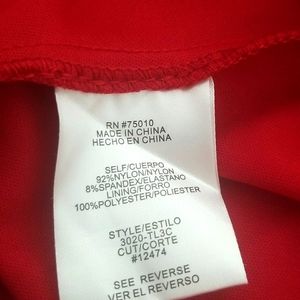 RN #75010
MADE IN CHINA
HECHO EN CHINA
SELF/CUERPO
92%NYLON/NYLON
8%SPANDEX/ELASTANO
LINING/FORRO
100%POLYESTER/POLIESTER
STYLE/ESTILO
3020-TL3C
CUT/CORTE
#12474
SEE REVERSE
VER EL REVERSO